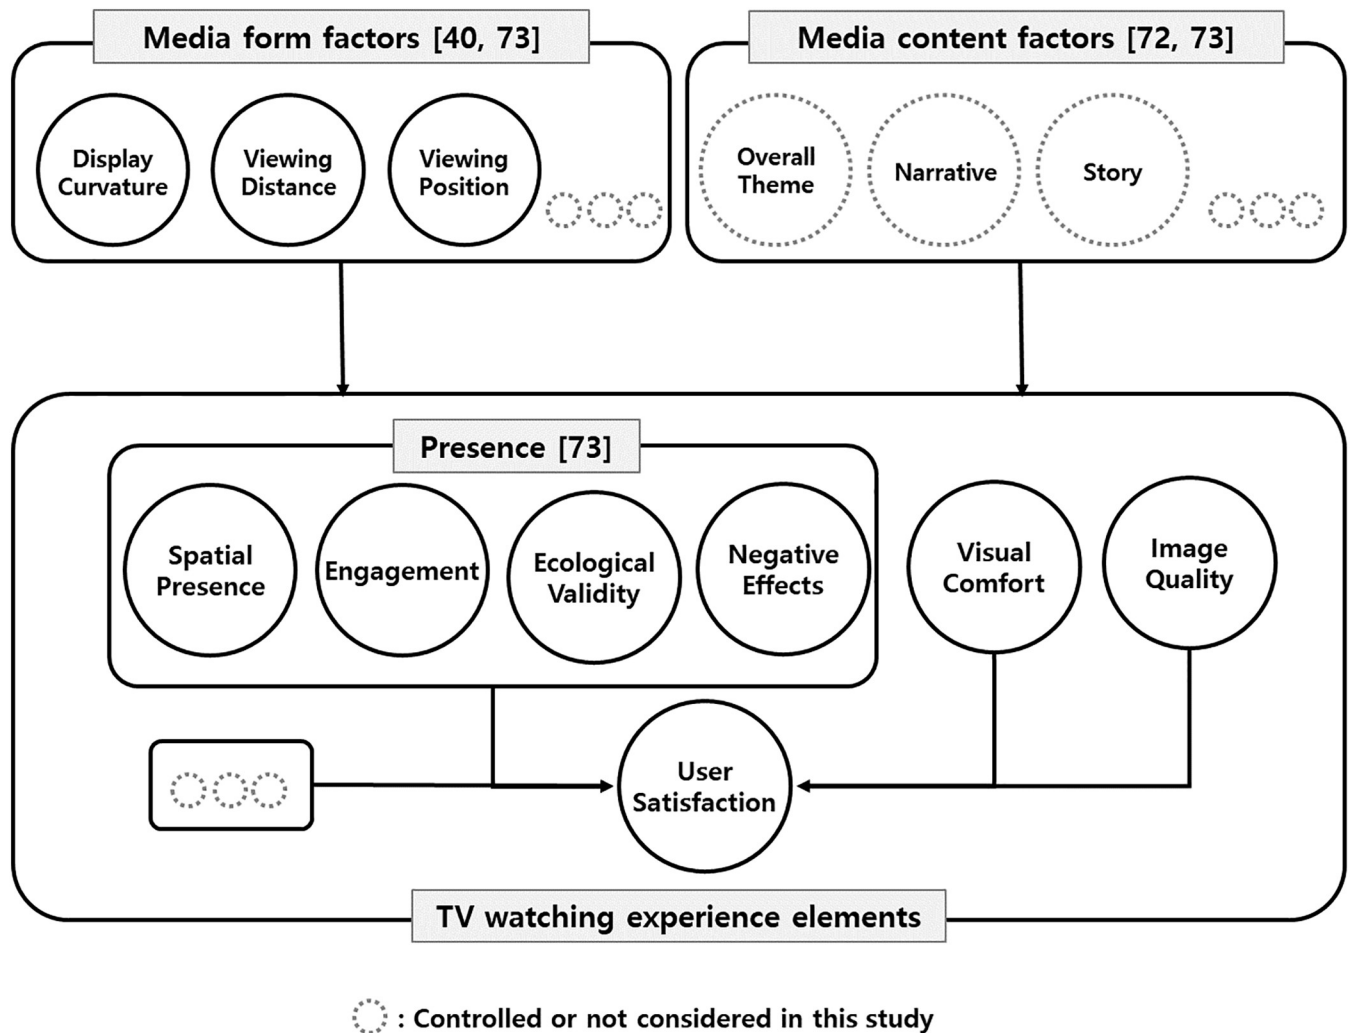 Media form factors [40, 73]
Media content factors [72, 73]
Display
Curvature
Viewing
Distance
Viewing
Position
Overall
Theme
Narrative
Story
Presence [73]
Spatial
Presence
Engagement
Ecological
Validity
Negative
Effects
Visual
Comfort
Image
Quality
User
Satisfaction
TV watching experience elements
: Controlled or not considered in this study